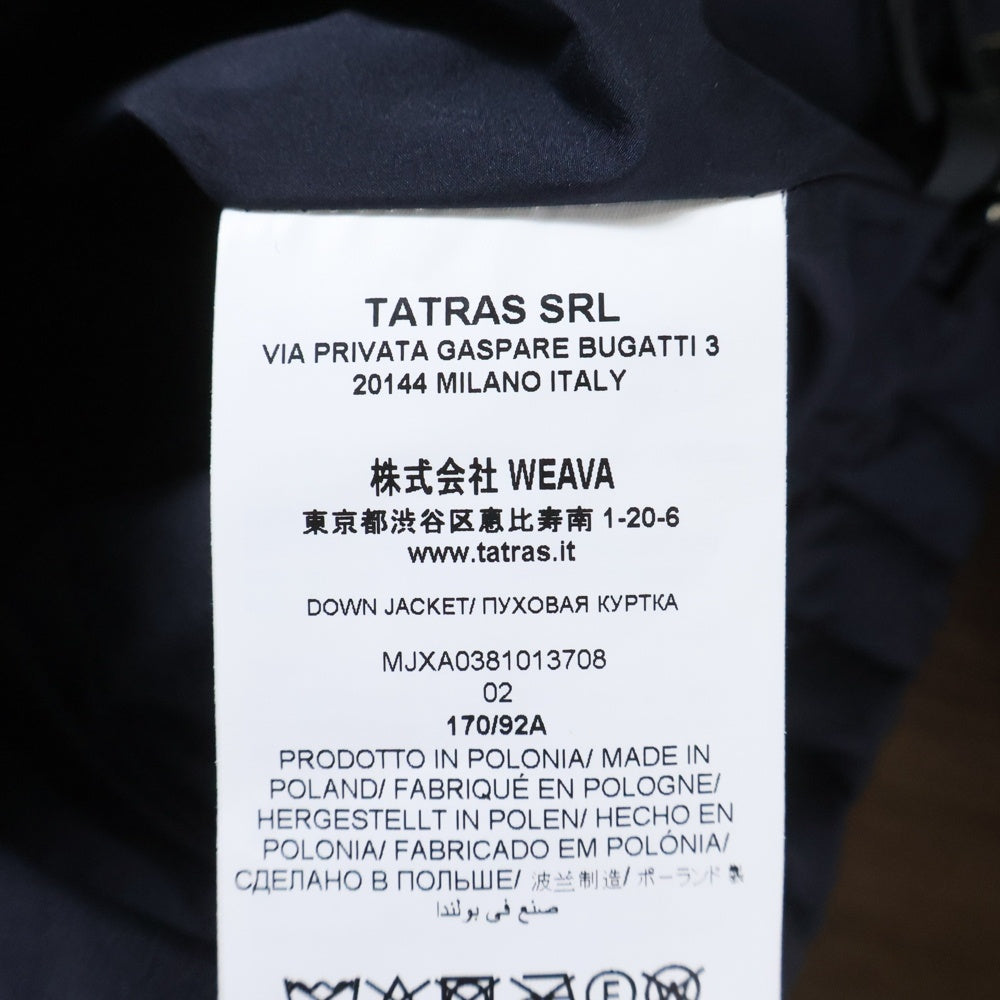 TATRAS SRL
VIA PRIVATA GASPARE BUGATTI 3
20144 MILANO ITALY
株式会社 WEAVA
東京都渋谷区恵比寿南 1-20-6
www.tatras.it
DOWN JACKET/ ПУХОВАЯ КУРТКА
MJXA0381013708
02
170/92A
PRODOTTO IN POLONIA/ MADE IN
POLAND/ FABRIQUÉ EN POLOGNE/
HERGESTELLT IN POLEN/ HECHO EN
POLONIA/ FABRICADO EM POLÓNIA/
СДЕЛАНО В ПОЛЬШЕ/ 波兰制造/ ポーランド 製
صنع في بولندا
F W